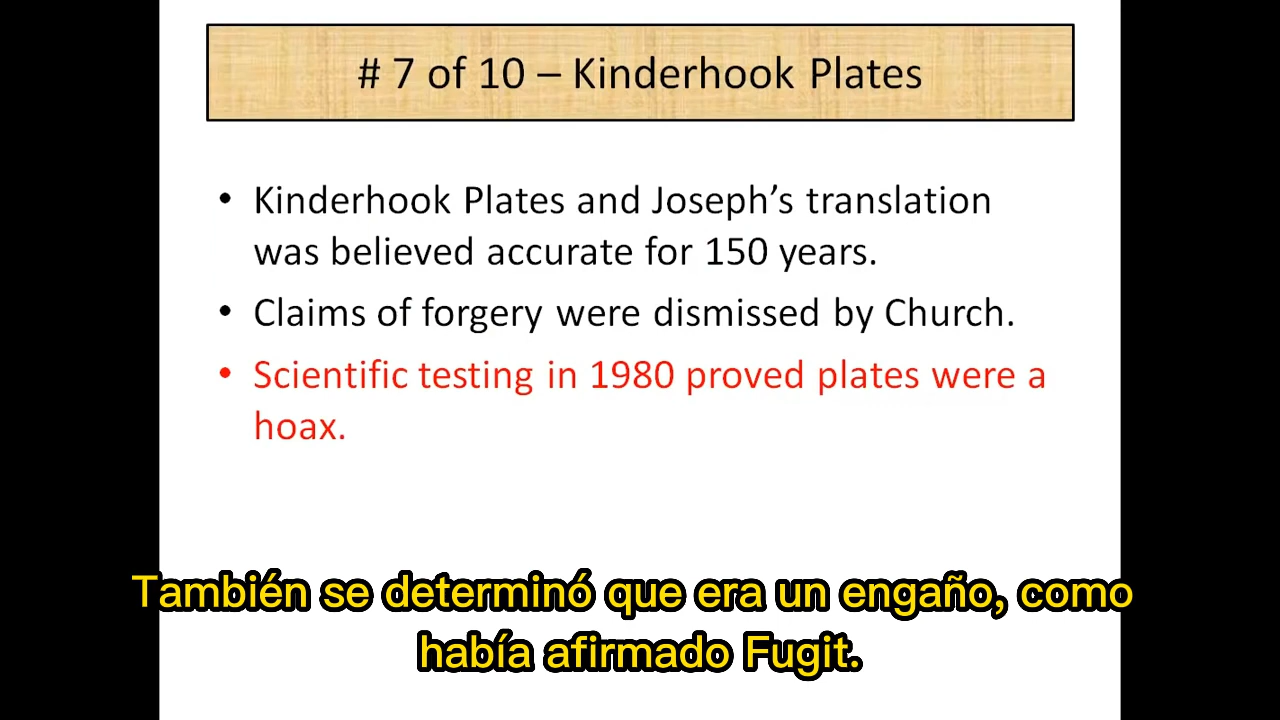 # 7 of 10 – Kinderhook Plates
• Kinderhook Plates and Joseph’s translation
was believed accurate for 150 years.
• Claims of forgery were dismissed by Church.
• Scientific testing in 1980 proved plates were a
hoax.
También se determinó que era un engaño, como
había afirmado Fugit.